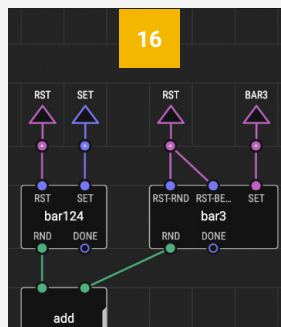 16
RST SET RST BAR3
RST SET RST-RND RST-BE... SET
bar124 bar3
RND DONE RND DONE
add